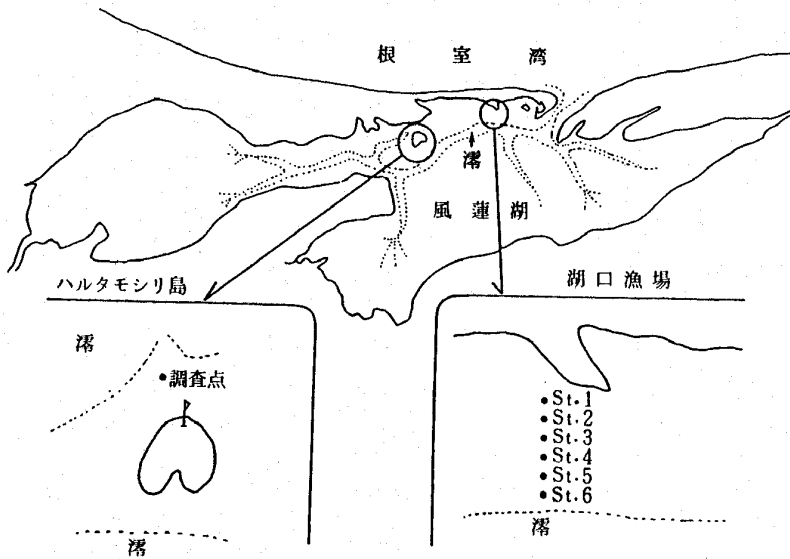 根室湾
澪
風蓮湖
ハルタモシリ島
湖口漁場
澪
・調査点
・St.1
・St.2
・St.3
・St.4
・St.5
・St.6
澪
澪